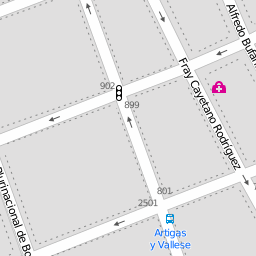 Alfredo Bufan
Fray Cayetano Rodríguez
902
899
801
2501
Artigas
y Vallese
Plurinacional de Bo